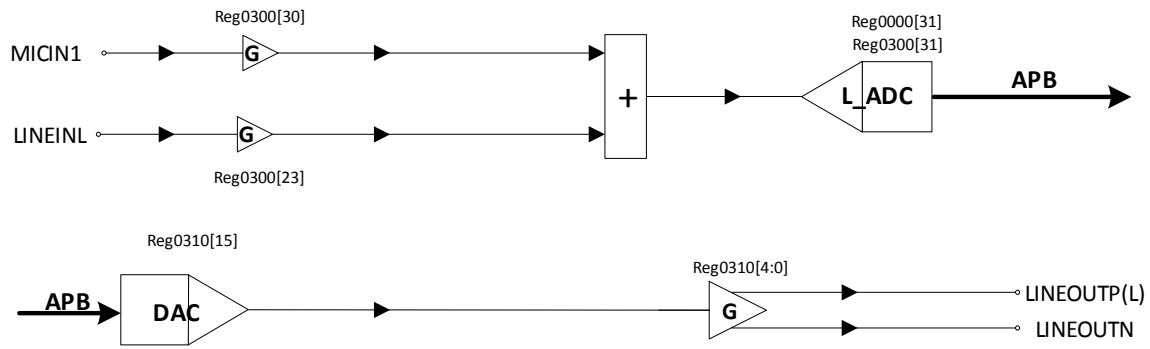 Reg0300[30]
Reg0000[31]
Reg0300[31]
MICIN1
G
+
L_ADC
APB
LINEINL
G
Reg0300[23]
Reg0310[15]
Reg0310[4:0]
APB
DAC
G
LINEOUTP(L)
LINEOUTN